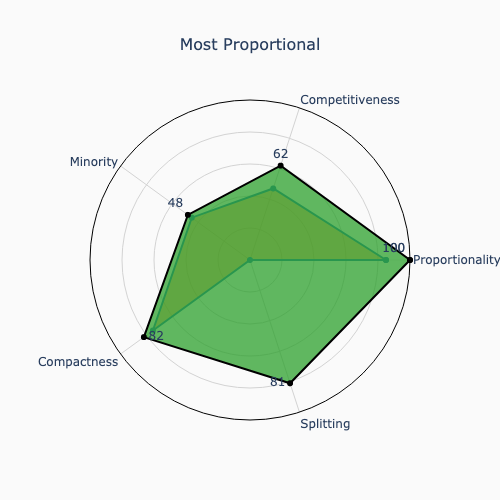 Most Proportional
Competitiveness
62
Minority
48
100
Proportionality
82
Compactness
81
Splitting